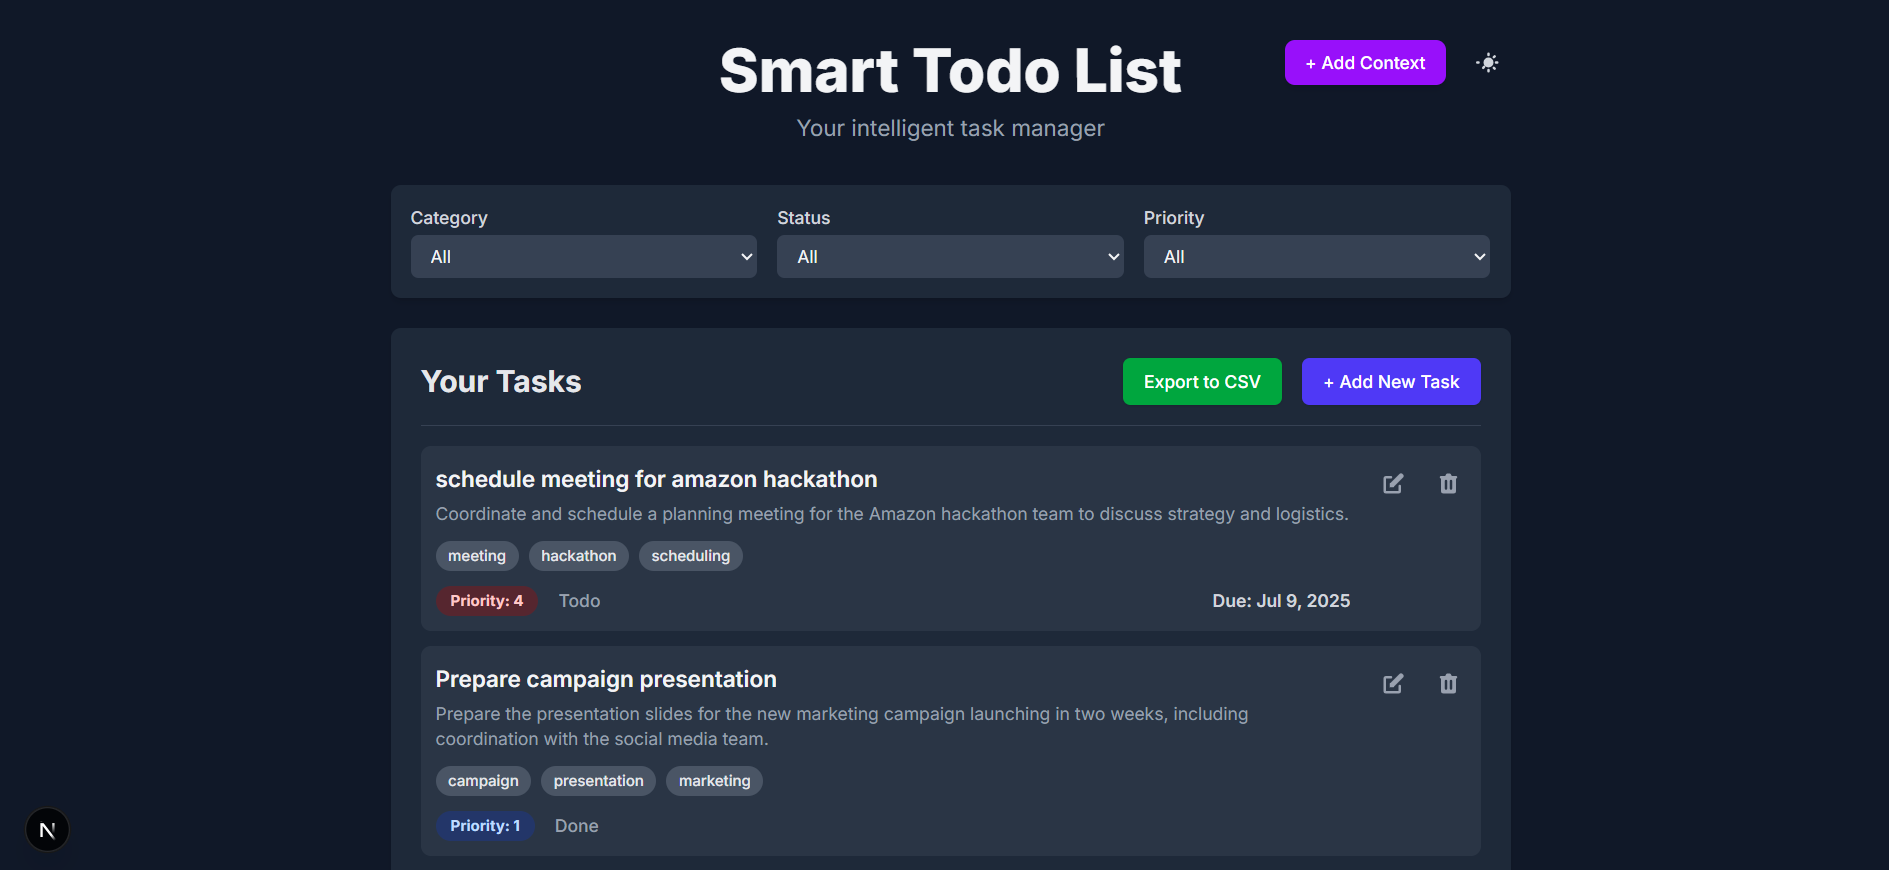 Smart Todo List
+ Add Context
Your intelligent task manager
Category
Status
Priority
All
All
All
Your Tasks
Export to CSV
+ Add New Task
schedule meeting for amazon hackathon
Coordinate and schedule a planning meeting for the Amazon hackathon team to discuss strategy and logistics.
meeting
hackathon
scheduling
Priority: 4
Todo
Due: Jul 9, 2025
Prepare campaign presentation
Prepare the presentation slides for the new marketing campaign launching in two weeks, including
coordination with the social media team.
campaign
presentation
marketing
Priority: 1
Done
N